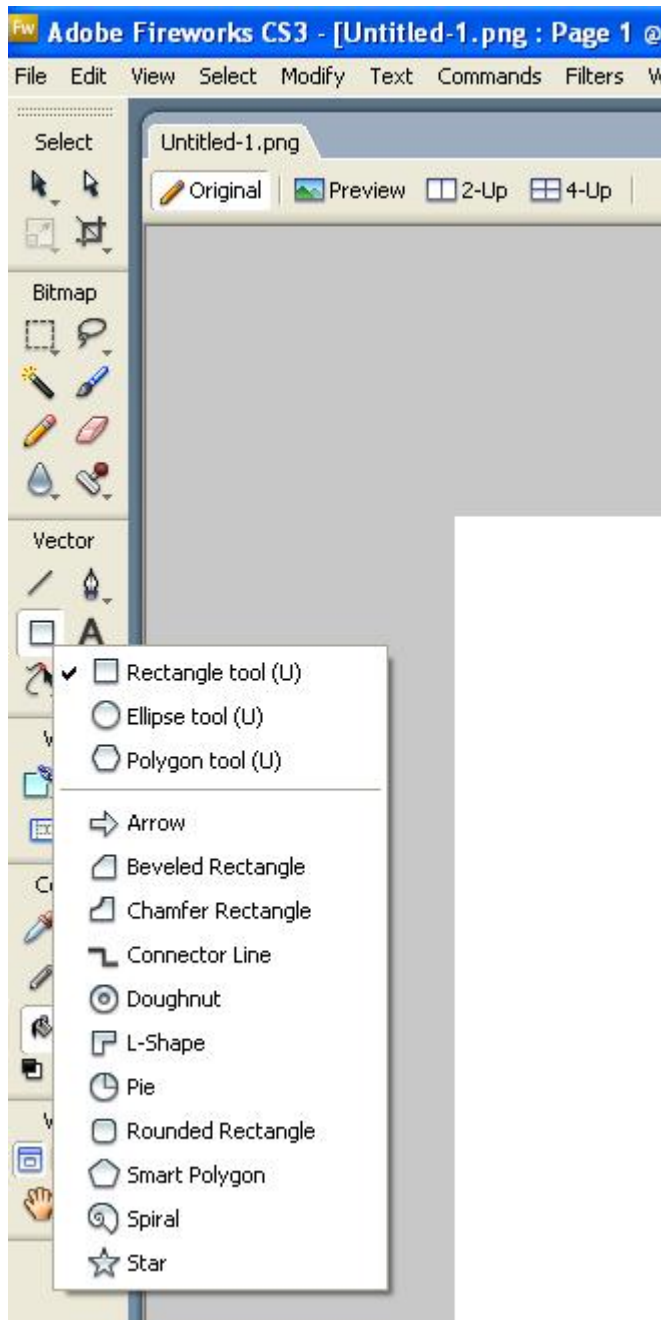 Fw Adobe Fireworks CS3 - [Untitled-1.png : Page 1 @
File Edit View Select Modify Text Commands Filters W
Select
Untitled-1.png
Original Preview 2-Up 4-Up
Bitmap
Vector
A
Rectangle tool (U)
Ellipse tool (U)
Polygon tool (U)
Arrow
Beveled Rectangle
Chamfer Rectangle
Connector Line
Doughnut
L-Shape
Pie
Rounded Rectangle
Smart Polygon
Spiral
Star